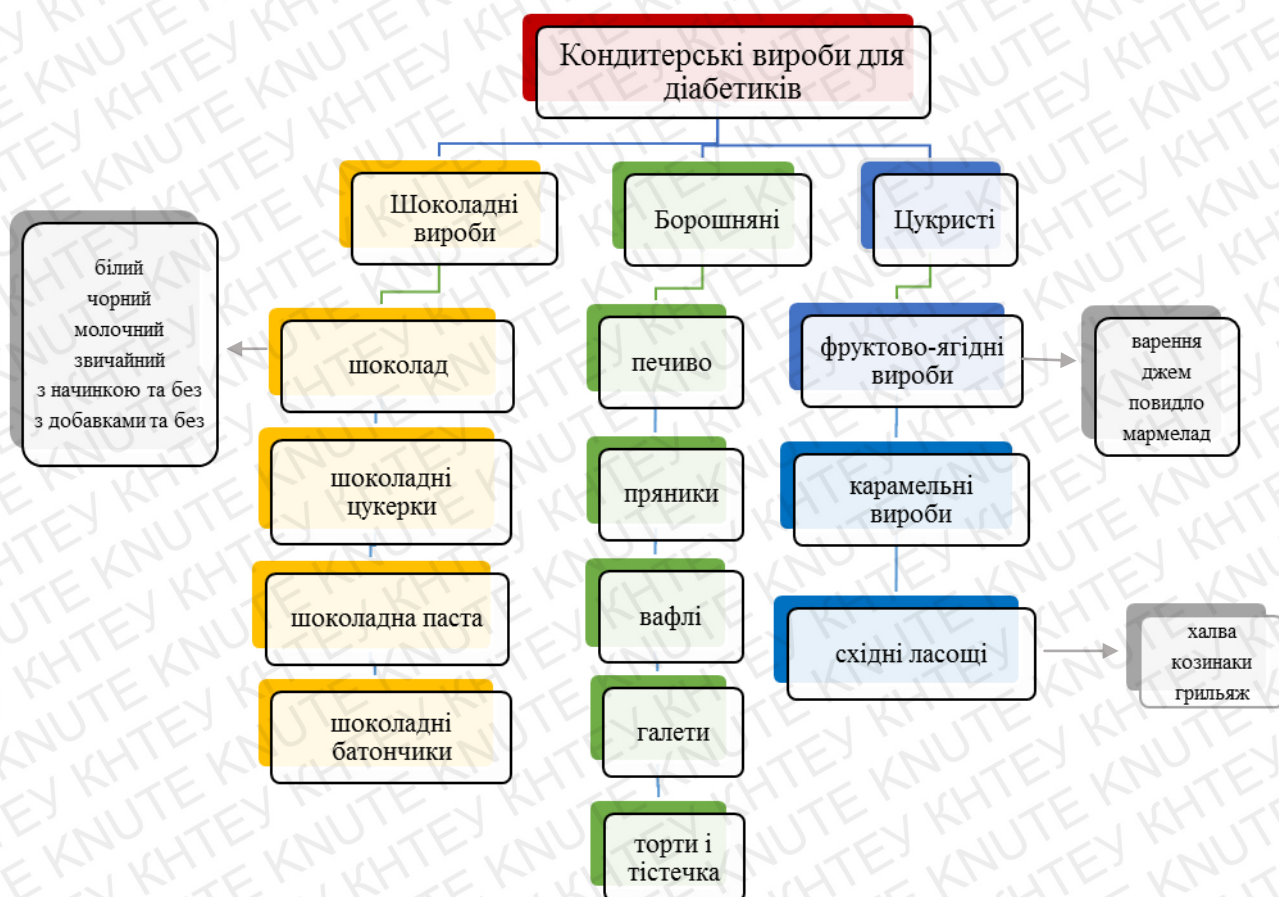 Кондитерські вироби для
діабетиків
Шоколадні
вироби
Борошняні
Цукристі
білий
чорний
молочний
звичайний
з начинкою та без
з добавками та без
шоколад
шоколадні
цукерки
шоколадна паста
шоколадні
батончики
печиво
пряники
вафлі
галети
торти і
тістечка
фруктово-ягідні
вироби
варення
джем
повидло
мармелад
карамельні
вироби
східні ласощі
халва
козинаки
грильяж
KNUTE КНТЕУ